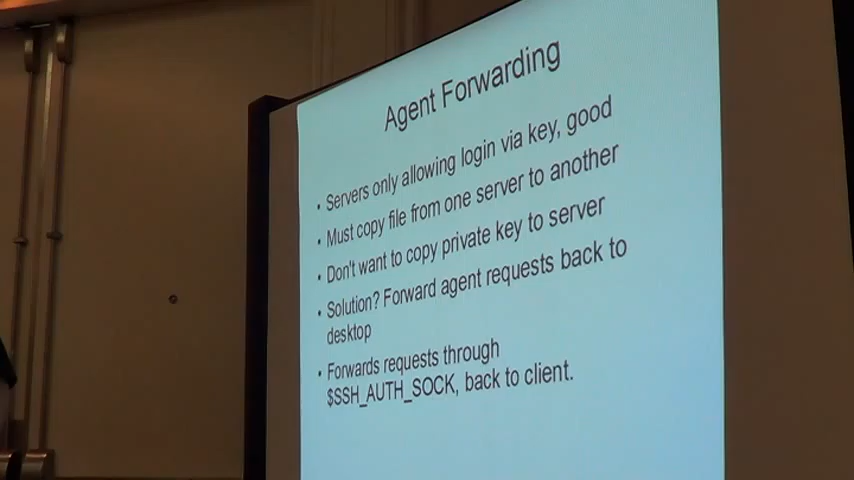 Agent Forwarding
• Servers only allowing login via key, good
• Must copy file from one server to another
• Don't want to copy private key to server
• Solution? Forward agent requests back to
desktop
• Forwards requests through
$SSH_AUTH_SOCK, back to client.